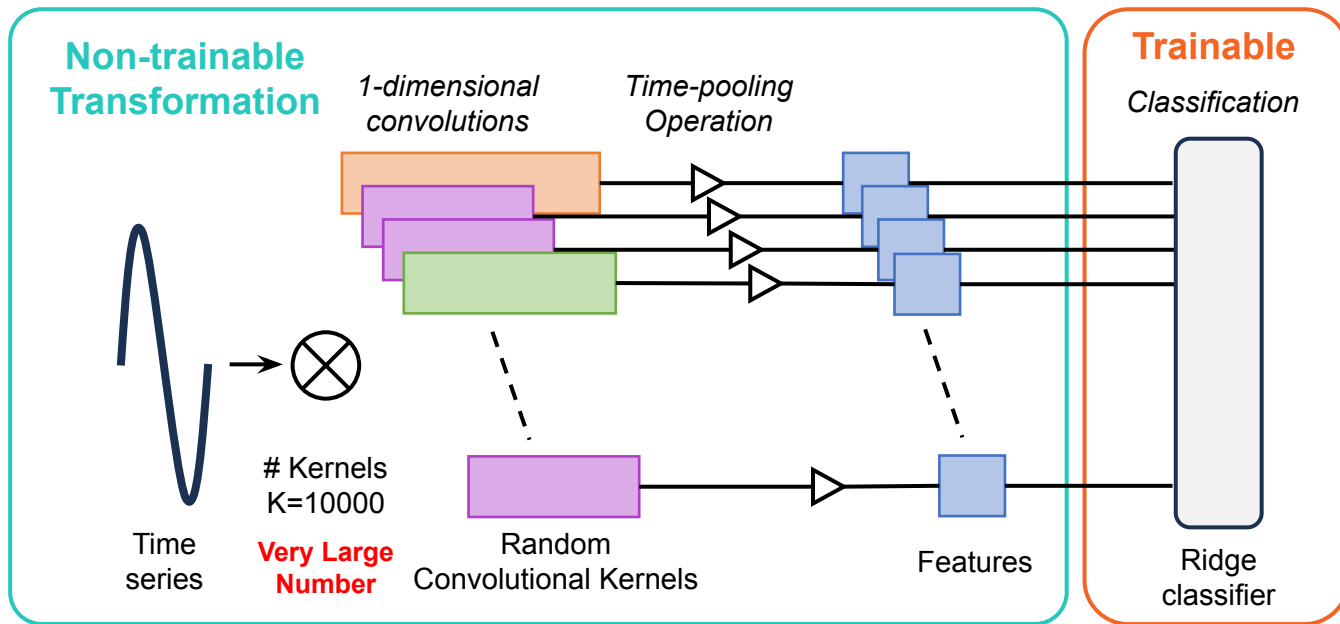 Non-trainable
Transformation
1-dimensional
convolutions
Time-pooling
Operation
Trainable
Classification
# Kernels
K=10000
Very Large
Number
Time
series
Random
Convolutional Kernels
Features
Ridge
classifier